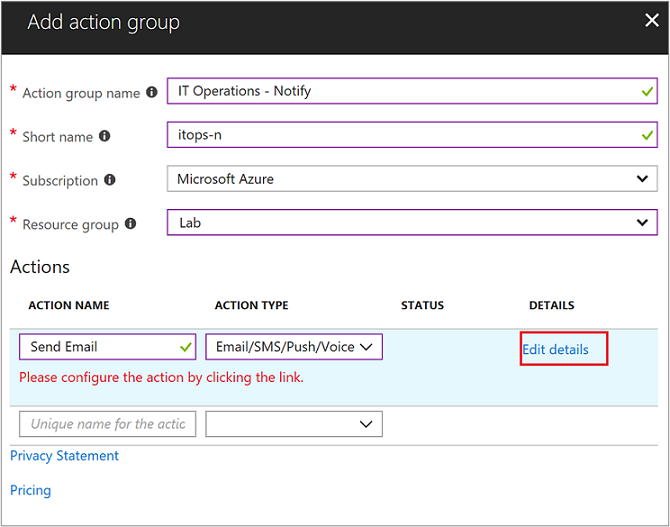 Add action group
* Action group name IT Operations - Notify
* Short name itops-n
* Subscription Microsoft Azure
* Resource group Lab
Actions
ACTION NAME ACTION TYPE STATUS DETAILS
Send Email Email/SMS/Push/Voice Edit details
Please configure the action by clicking the link.
Unique name for the actic
Privacy Statement
Pricing